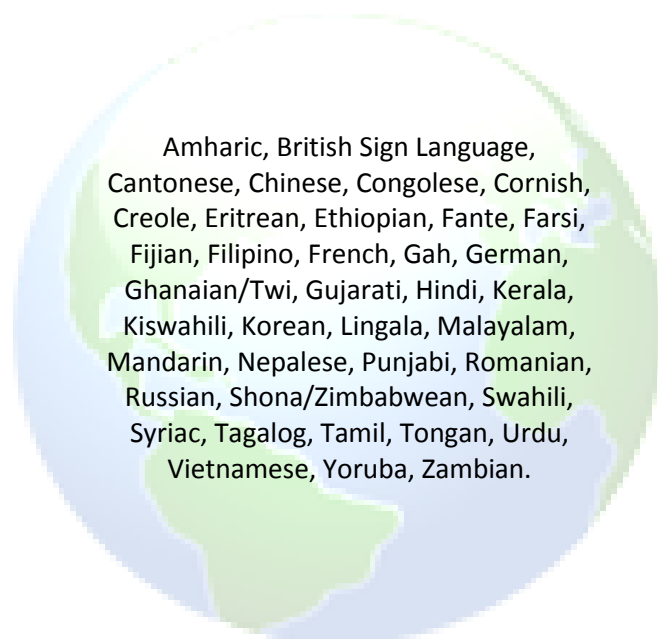 Amharic, British Sign Language,
Cantonese, Chinese, Congolese, Cornish,
Creole, Eritrean, Ethiopian, Fante, Farsi,
Fijian, Filipino, French, Gah, German,
Ghanaian/Twi, Gujarati, Hindi, Kerala,
Kiswahili, Korean, Lingala, Malayalam,
Mandarin, Nepalese, Punjabi, Romanian,
Russian, Shona/Zimbabwean, Swahili,
Syriac, Tagalog, Tamil, Tongan, Urdu,
Vietnamese, Yoruba, Zambian.